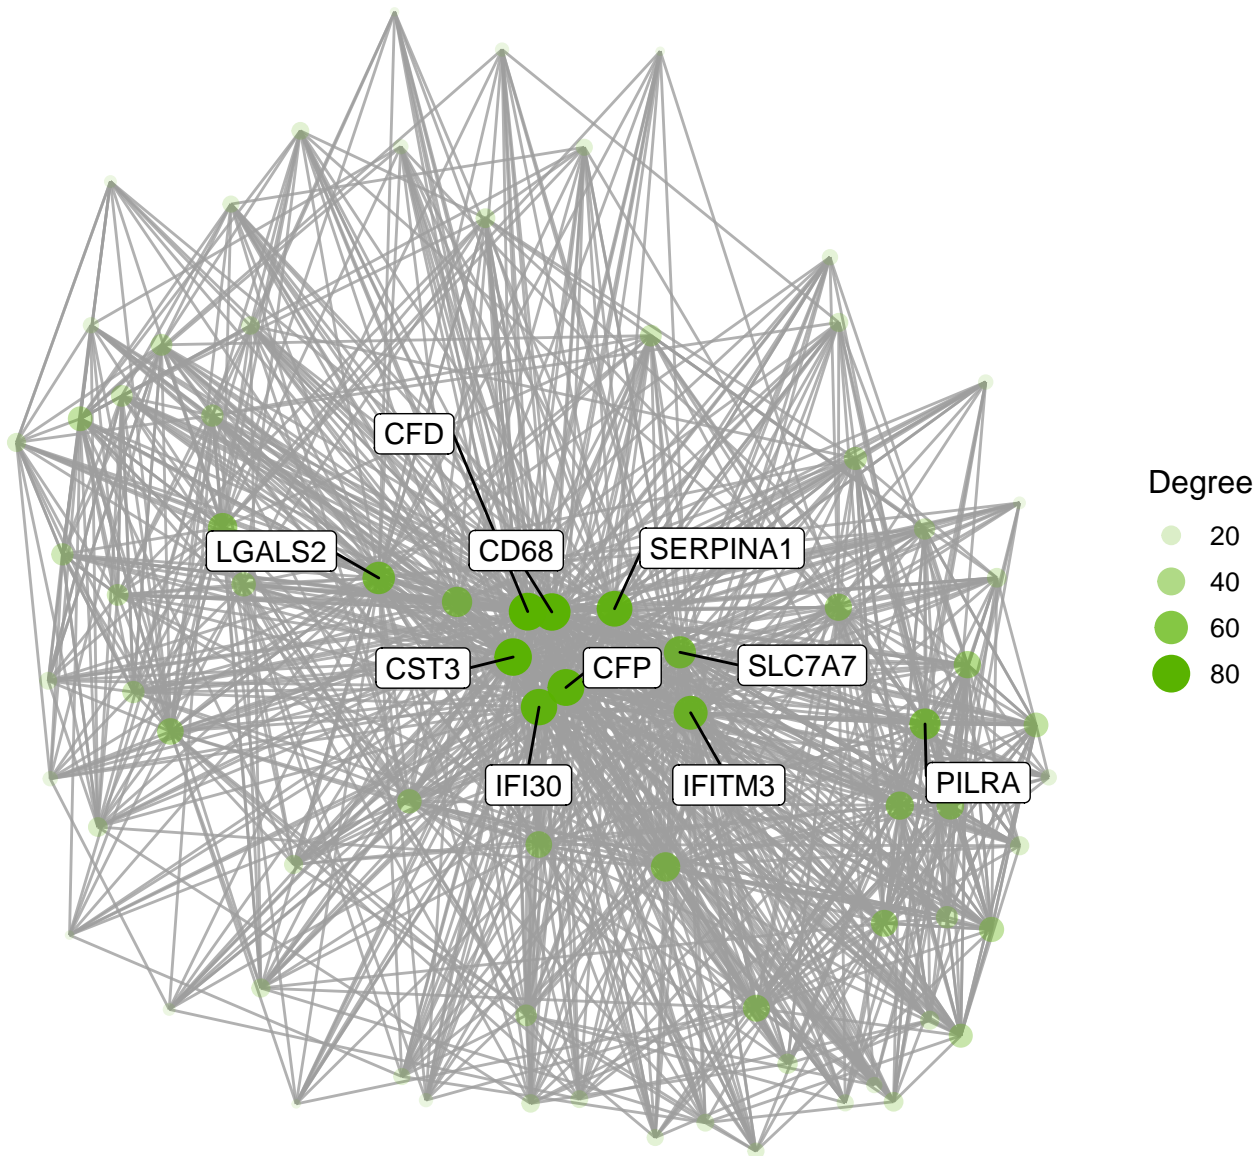 CFD
LGALS2
CD68
SERPINA1
CST3
CFP
SLC7A7
IFI30
IFITM3
PILRA
Degree
20
40
60
80